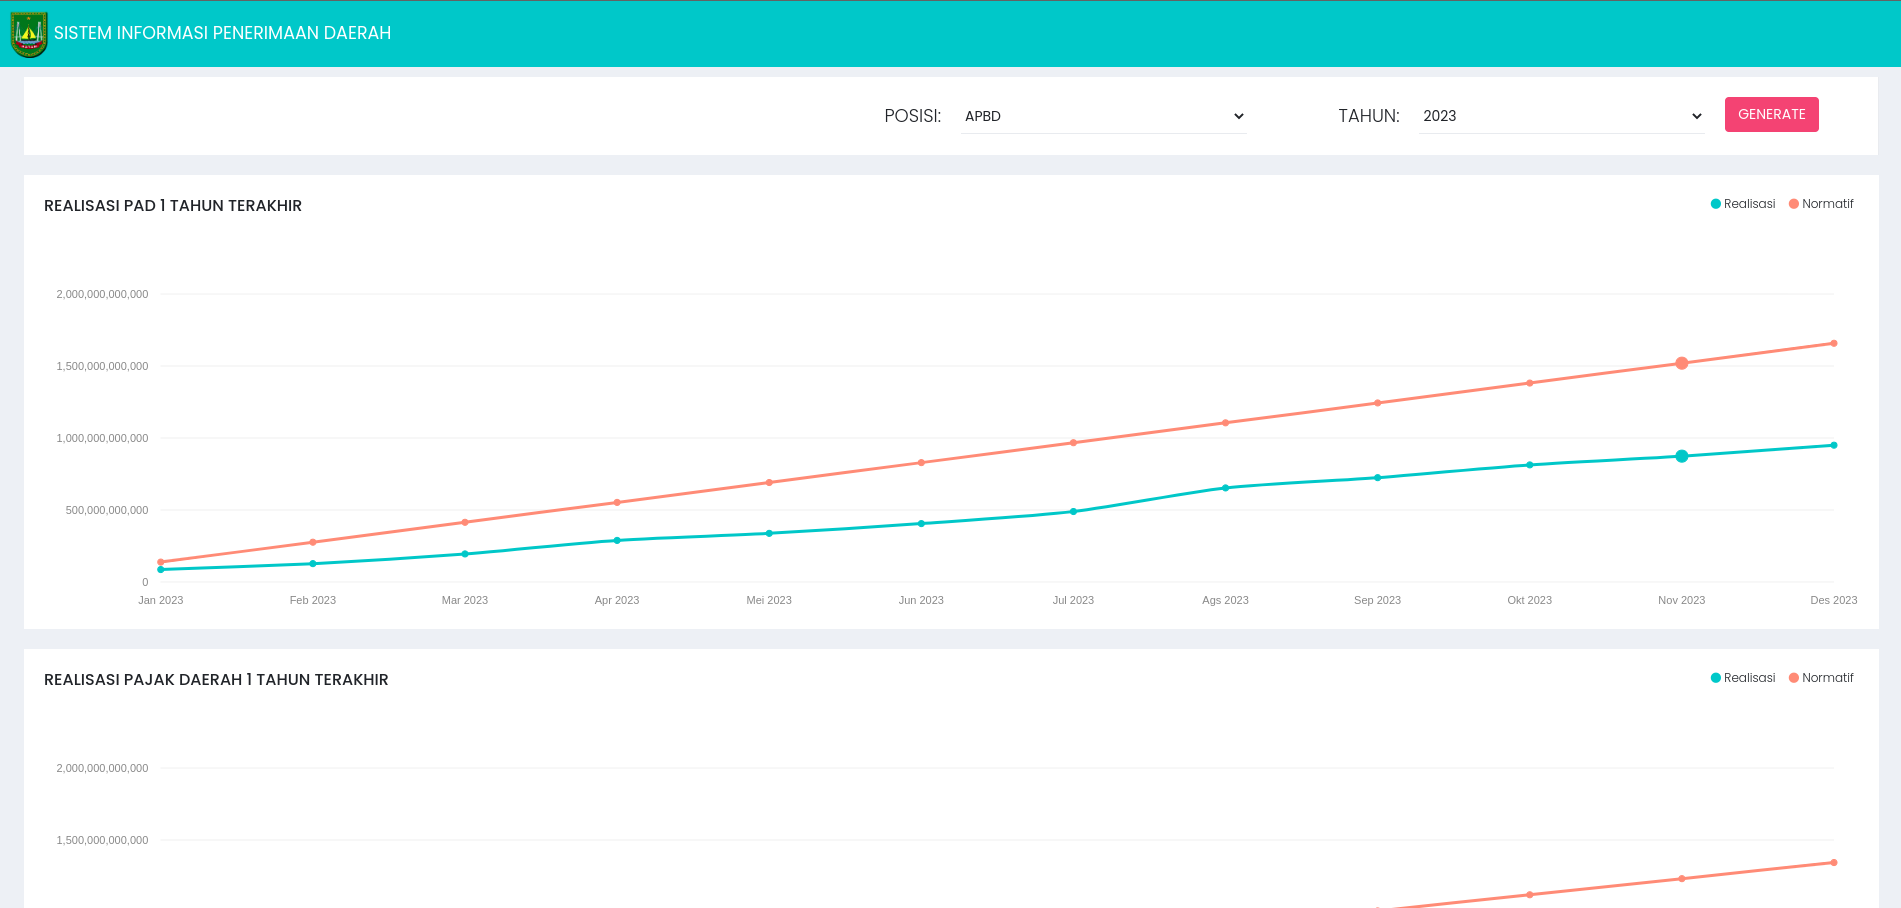 SISTEM INFORMASI PENERIMAAN DAERAH
POSISI: APBD TAHUN: 2023 GENERATE
REALISASI PAD 1 TAHUN TERAKHIR
Realisasi Normatif
2,000,000,000,000
1,500,000,000,000
1,000,000,000,000
500,000,000,000
0
Jan 2023 Feb 2023 Mar 2023 Apr 2023 Mei 2023 Jun 2023 Jul 2023 Ags 2023 Sep 2023 Okt 2023 Nov 2023 Des 2023
REALISASI PAJAK DAERAH 1 TAHUN TERAKHIR
Realisasi Normatif
2,000,000,000,000
1,500,000,000,000